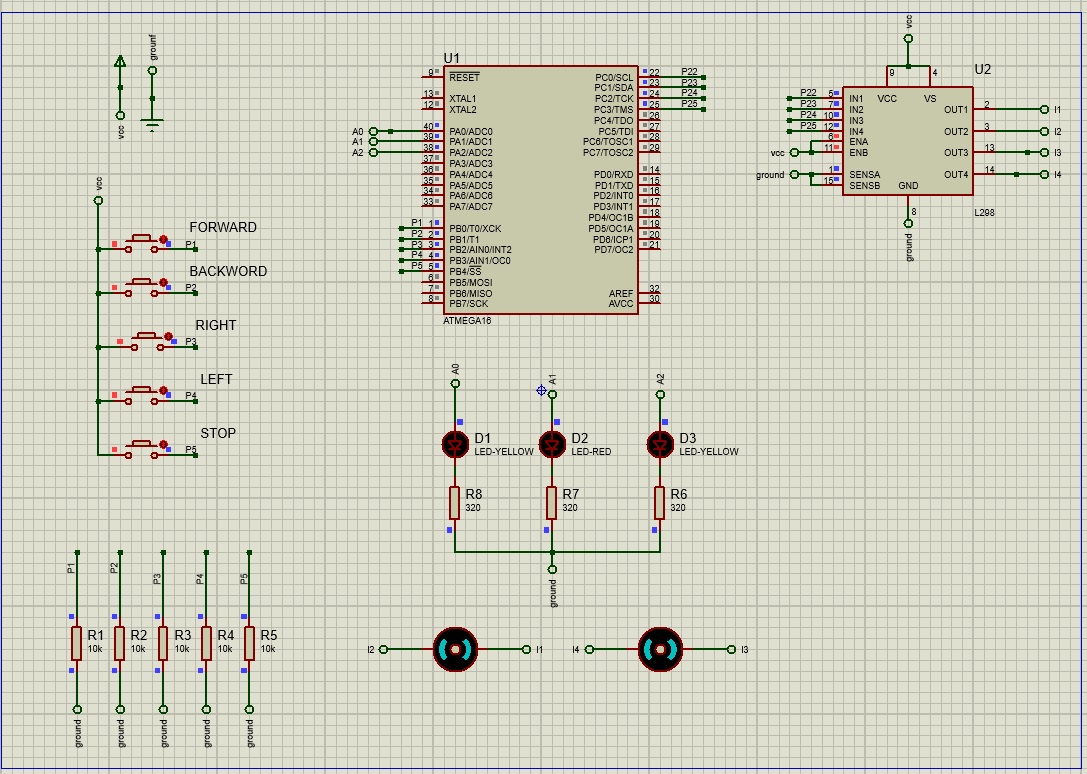 vcc
grounf
vcc
U1
9 RESET
13 XTAL1
12 XTAL2
A0 40 PA0/ADC0
A1 39 PA1/ADC1
A2 38 PA2/ADC2
37 PA3/ADC3
36 PA4/ADC4
35 PA5/ADC5
34 PA6/ADC6
33 PA7/ADC7
P1 1 PB0/T0/XCK
P2 2 PB1/T1
P3 3 PB2/AIN0/INT2
P4 4 PB3/AIN1/OC0
P5 5 PB4/SS
6 PB5/MOSI
7 PB6/MISO
8 PB7/SCK
PC0/SCL 22 P22
PC1/SDA 23 P23
PC2/TCK 24 P24
PC3/TMS 25 P25
PC4/TDO 26
PC5/TDI 27
PC6/TOSC1 28
PC7/TOSC2 29
PD0/RXD 14
PD1/TXD 15
PD2/INT0 16
PD3/INT1 17
PD4/OC1B 18
PD5/OC1A 19
PD6/ICP1 20
PD7/OC2 21
AREF 32
AVCC 30
ATMEGA16
vcc
U2
9 4
VCC VS
P22 5 IN1
P23 7 IN2
P24 10 IN3
P25 12 IN4
6 ENA
vcc 11 ENB
ground 1 SENSA
15 SENSB
OUT1 2 I1
OUT2 3 I2
OUT3 13 I3
OUT4 14 I4
GND
8
L298
ground
vcc
FORWARD
P1
BACKWORD
P2
RIGHT
P3
LEFT
P4
STOP
P5
A0 A1 A2
D1
LED-YELLOW
D2
LED-RED
D3
LED-YELLOW
R8
320
R7
320
R6
320
ground
P1 P2 P3 P4 P5
R1
10k
R2
10k
R3
10k
R4
10k
R5
10k
ground ground ground ground ground
I2 I1
I4 I3